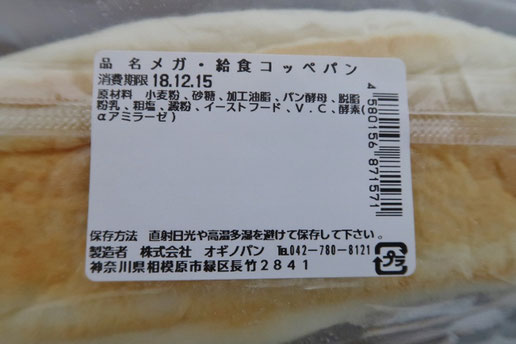 品 名メガ・給食コッペパン
消費期限 18.12.15
原材料 小麦粉、砂糖、加工油脂、パン酵母、脱脂
粉乳、粗塩、澱粉、イーストフード、V.C、酵素(
αアミラーゼ)
4 580156 871571
保存方法 直射日光や高温多湿を避けて保存して下さい。
製造者 株式会社 オギノパン ℡042-780-8121
神奈川県相模原市緑区長竹2841
プラ